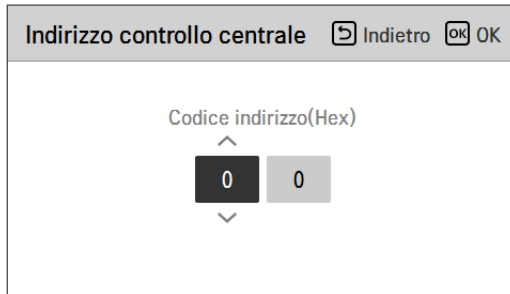 Indirizzo controllo centrale Indietro OK OK
Codice indirizzo(Hex)
0 0